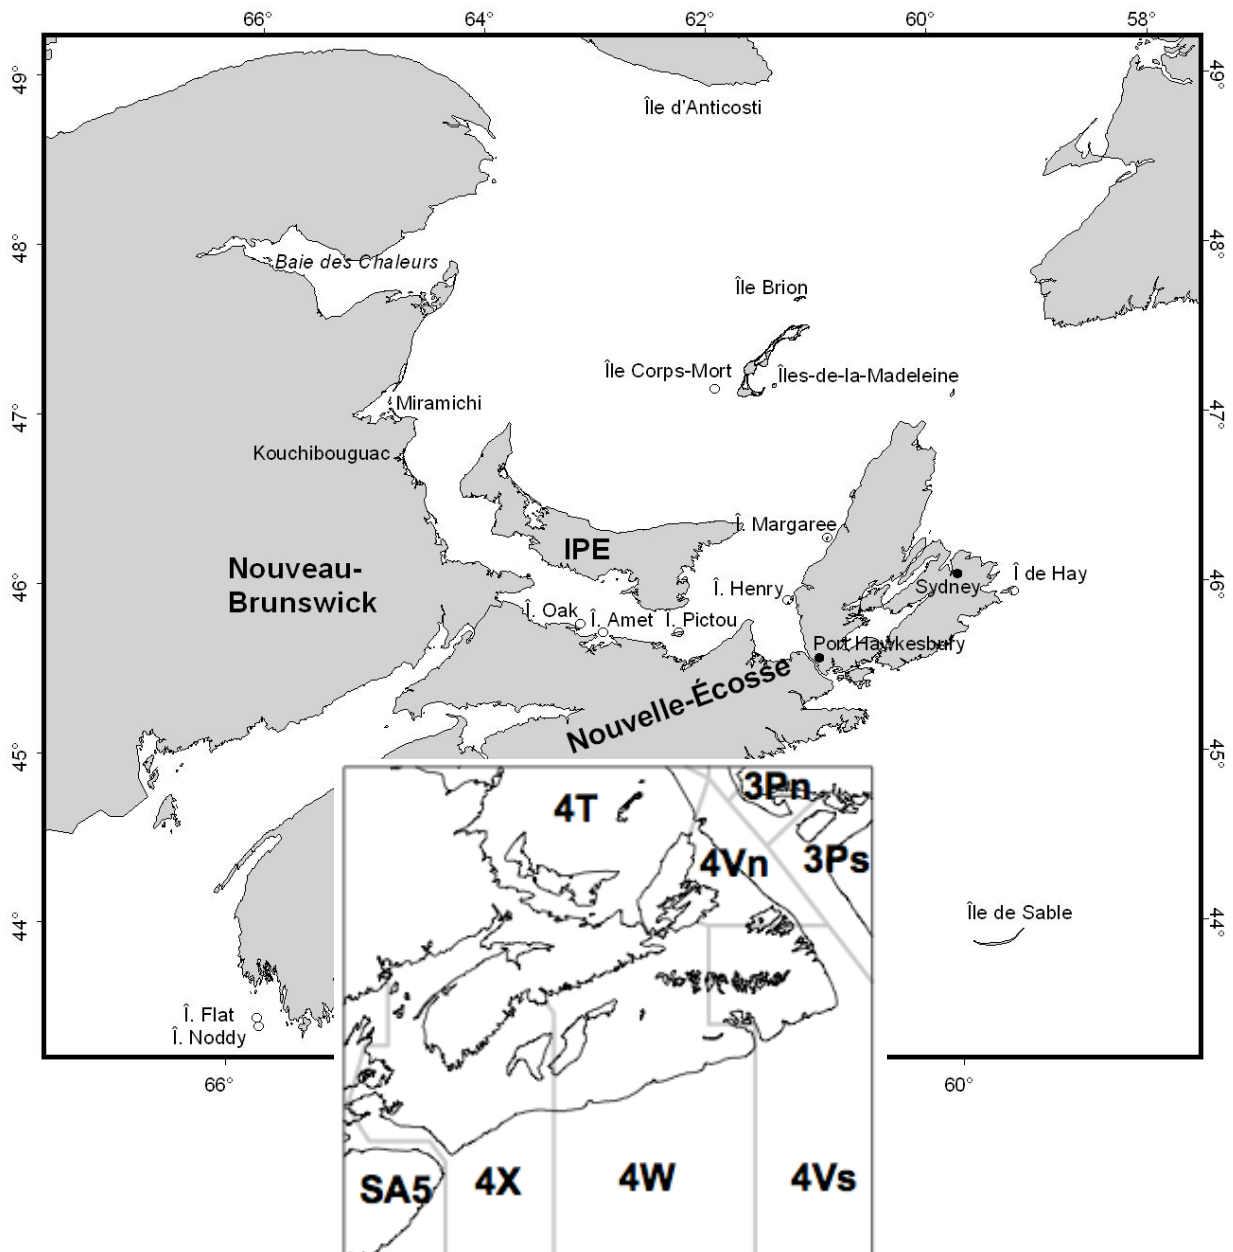 66° 64° 62° 60° 58°
49° 49°
Île d'Anticosti
48° 48°
Baie des Chaleurs
Île Brion
Île Corps-Mort
Îles-de-la-Madeleine
47° 47°
Miramichi
Kouchibouguac
Î. Margaree
IPE
Nouveau-
Brunswick
46° 46°
Î. Henry
Sydney
Î de Hay
Î. Oak
Î. Amet
Î. Pictou
Port Hawkesbury
Nouvelle-Écosse
45° 45°
4T
3Pn
4Vn
3Ps
44° 44°
Île de Sable
Î. Flat
Î. Noddy
66° 60°
SA5
4X
4W
4Vs